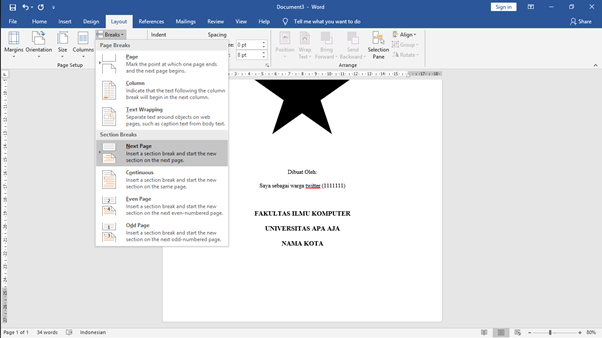 Document3 - Word
Sign in
File Home Insert Design Layout References Mailings Review View Help Tell me what you want to do Share
Margins Orientation Size Columns
Breaks
Page Setup
Indent Spacing
0 pt
8 pt
Position Wrap Text Bring Forward Send Backward Selection Pane
Align
Group
Rotate
Arrange
Page Breaks
Page
Mark the point at which one page ends
and the next page begins.
Column
Indicate that the text following the column
break will begin in the next column.
Text Wrapping
Separate text around objects on web
pages, such as caption text from body text.
Section Breaks
Next Page
Insert a section break and start the new
section on the next page.
Continuous
Insert a section break and start the new
section on the same page.
Even Page
Insert a section break and start the new
section on the next even-numbered page.
Odd Page
Insert a section break and start the new
section on the next odd-numbered page.
Dibuat Oleh:
Saya sebagai warga twitter (1111111)
FAKULTAS ILMU KOMPUTER
UNIVERSITAS APA AJA
NAMA KOTA
Page 1 of 1 34 words Indonesian
80%